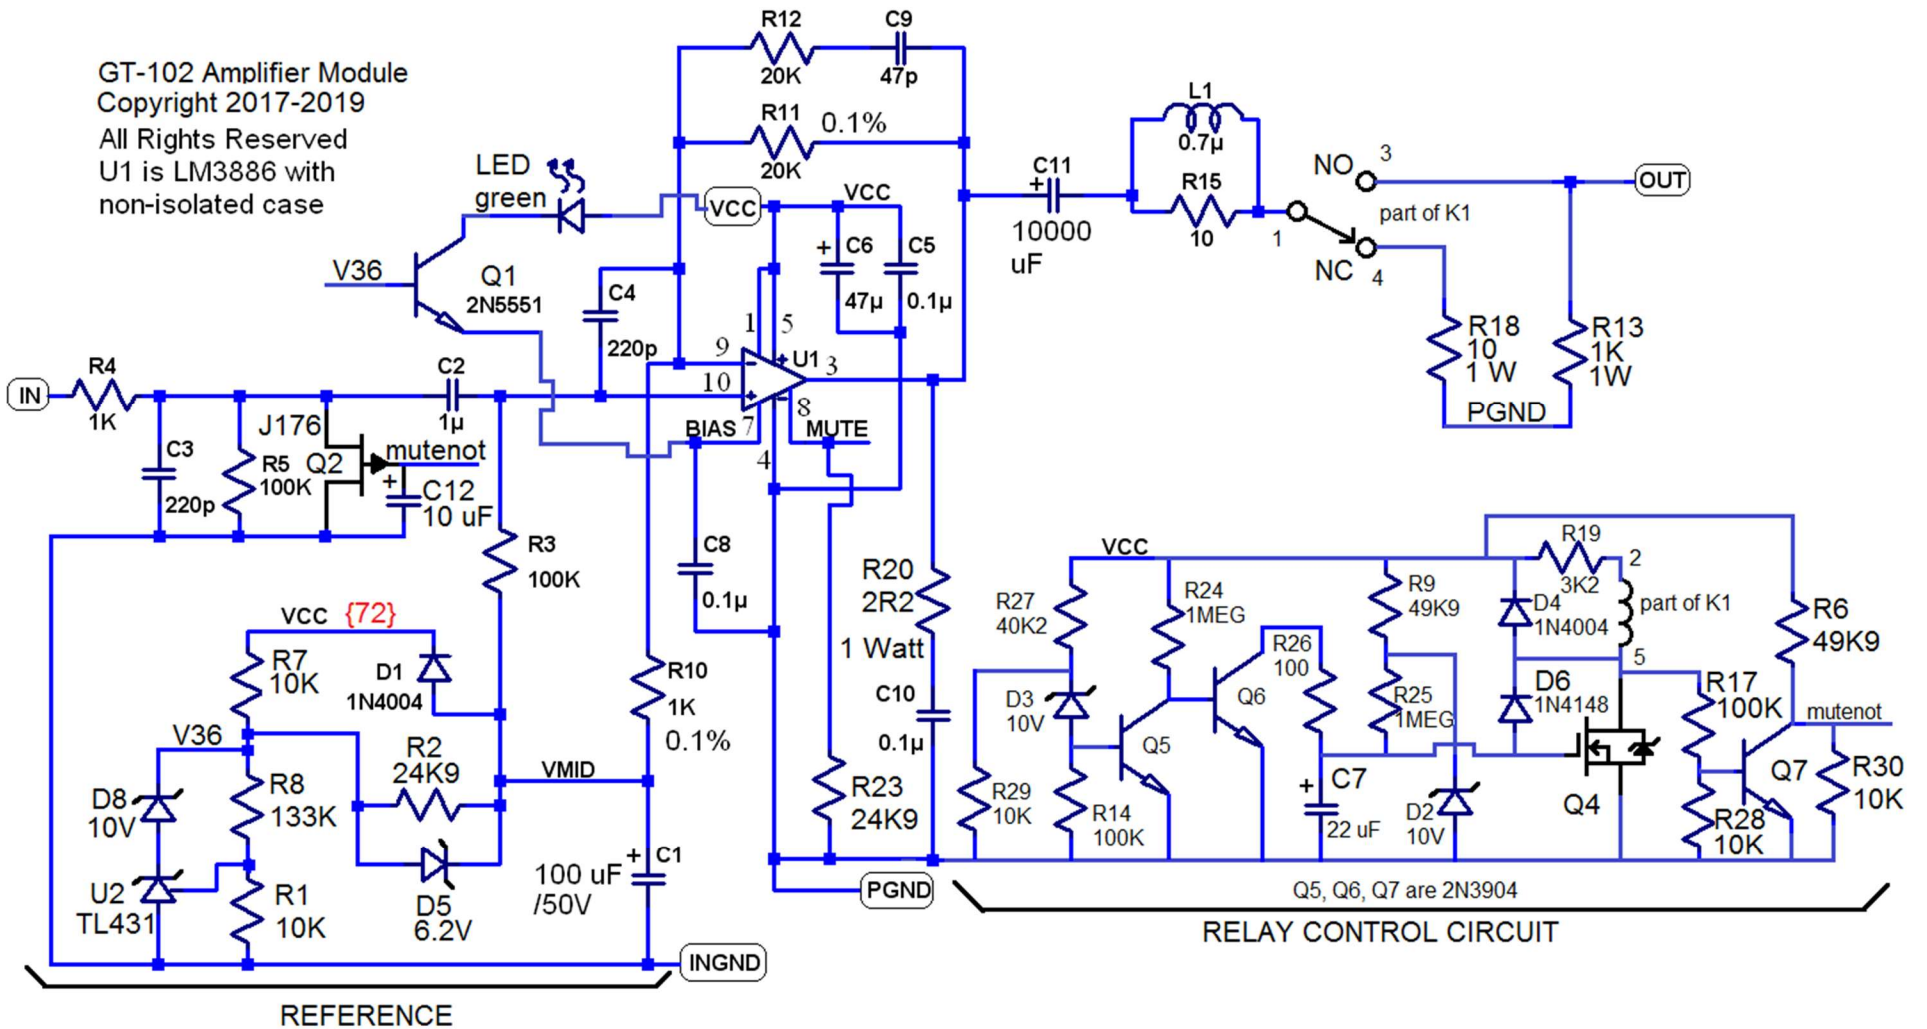 GT-102 Amplifier Module
Copyright 2017-2019
All Rights Reserved
U1 is LM3886 with
non-isolated case
R12
20K
C9
47p
R11
0.1%
20K
LED
green
VCC
VCC
V36
Q1
2N5551
C4
220p
C6
+
47µ
C5
0.1µ
C11
+
10000
uF
L1
0.7µ
R15
10
NO
3
part of K1
1
NC
4
OUT
R18
10
1 W
R13
1K
1W
PGND
IN
R4
1K
C2
1µ
C3
220p
R5
100K
J176
Q2
mutenot
+
C12
10 uF
R3
100K
1
5
9
10
U1
3
+
-
-
+
7
8
4
BIAS
MUTE
C8
0.1µ
R20
2R2
1 Watt
C10
0.1µ
R10
1K
0.1%
R23
24K9
VCC
{72}
R7
10K
D1
1N4004
V36
R2
24K9
VMID
D8
10V
R8
133K
U2
TL431
R1
10K
D5
6.2V
100 uF
/50V
+
C1
INGND
PGND
REFERENCE
VCC
R27
40K2
D3
10V
R29
10K
R14
100K
R24
1MEG
Q5
Q6
R26
100
R9
49K9
R25
1MEG
C7
+
22 uF
D2
10V
R19
3K2
2
D4
1N4004
part of K1
5
D6
1N4148
Q4
R17
100K
R6
49K9
mutenot
Q7
R28
10K
R30
10K
Q5, Q6, Q7 are 2N3904
RELAY CONTROL CIRCUIT